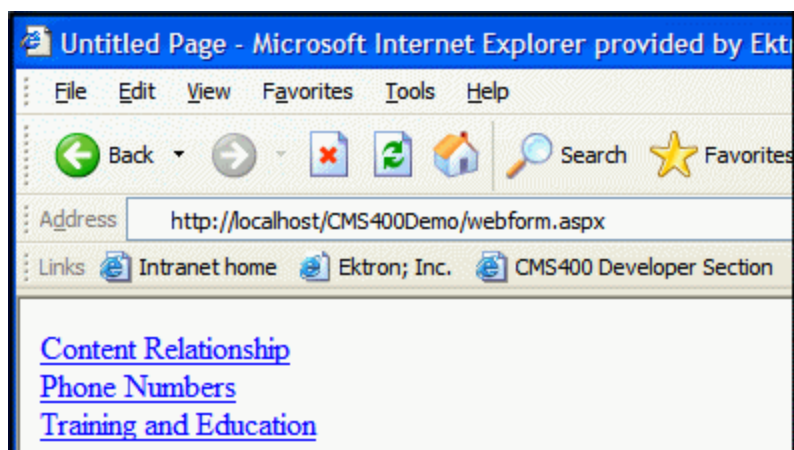 Untitled Page - Microsoft Internet Explorer provided by Ekt
File Edit View Favorites Tools Help
Back Search Favorites
Address http://localhost/CMS400Demo/webform.aspx
Links Intranet home Ektron; Inc. CMS400 Developer Section
Content Relationship
Phone Numbers
Training and Education